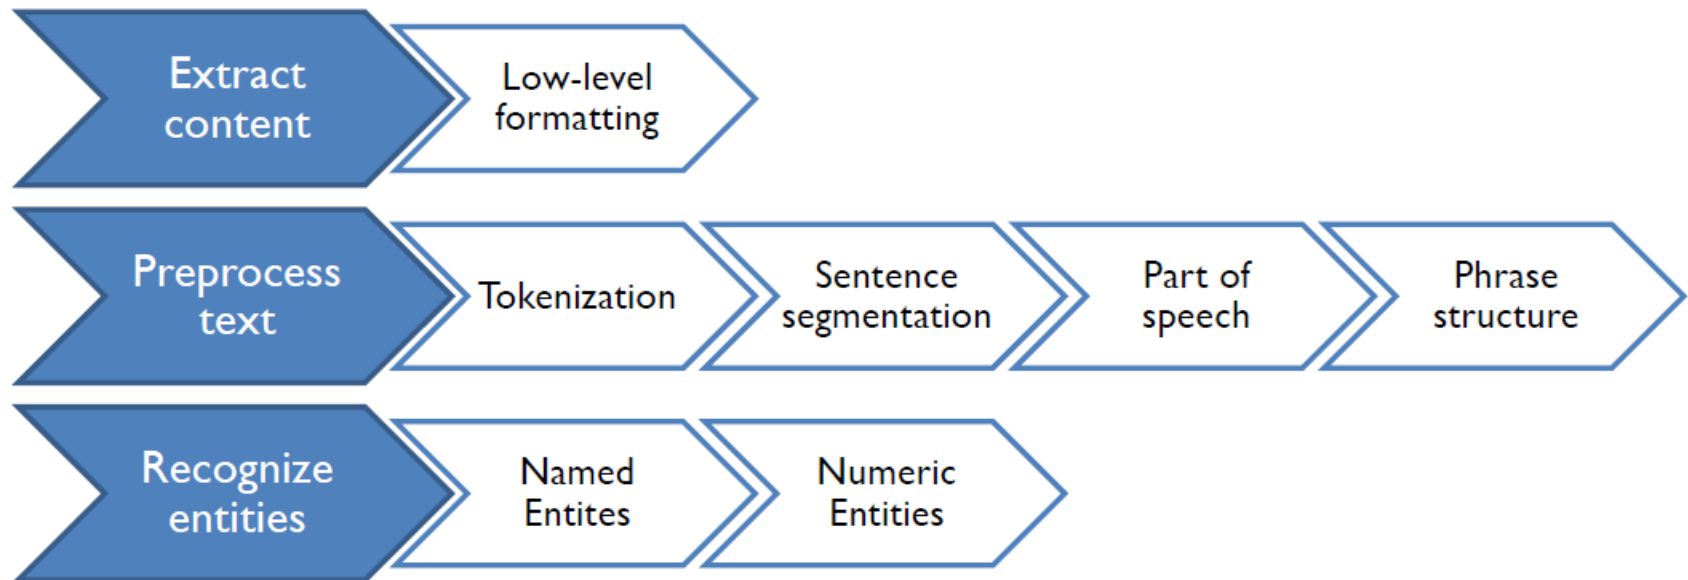 Extract
content
Low-level
formatting
Preprocess
text
Tokenization
Sentence
segmentation
Part of
speech
Phrase
structure
Recognize
entities
Named
Entites
Numeric
Entities